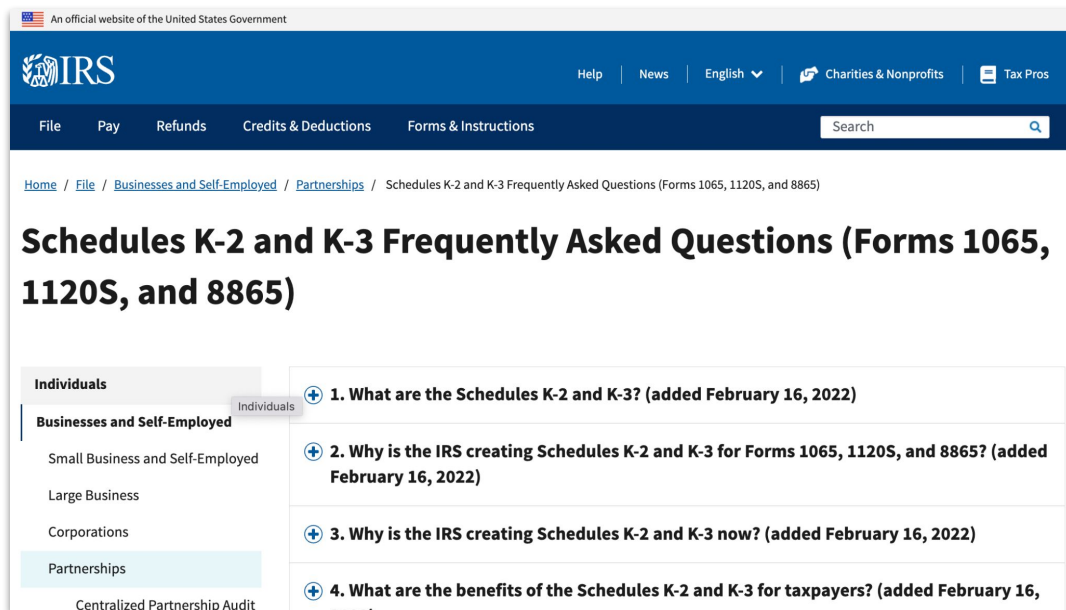 An official website of the United States Government
IRS
Help
News
English
Charities & Nonprofits
Tax Pros
File
Pay
Refunds
Credits & Deductions
Forms & Instructions
Search
Home / File / Businesses and Self-Employed / Partnerships / Schedules K-2 and K-3 Frequently Asked Questions (Forms 1065, 1120S, and 8865)
Schedules K-2 and K-3 Frequently Asked Questions (Forms 1065,
1120S, and 8865)
Individuals
Individuals
Businesses and Self-Employed
Small Business and Self-Employed
Large Business
Corporations
Partnerships
Centralized Partnership Audit
1. What are the Schedules K-2 and K-3? (added February 16, 2022)
2. Why is the IRS creating Schedules K-2 and K-3 for Forms 1065, 1120S, and 8865? (added
February 16, 2022)
3. Why is the IRS creating Schedules K-2 and K-3 now? (added February 16, 2022)
4. What are the benefits of the Schedules K-2 and K-3 for taxpayers? (added February 16,